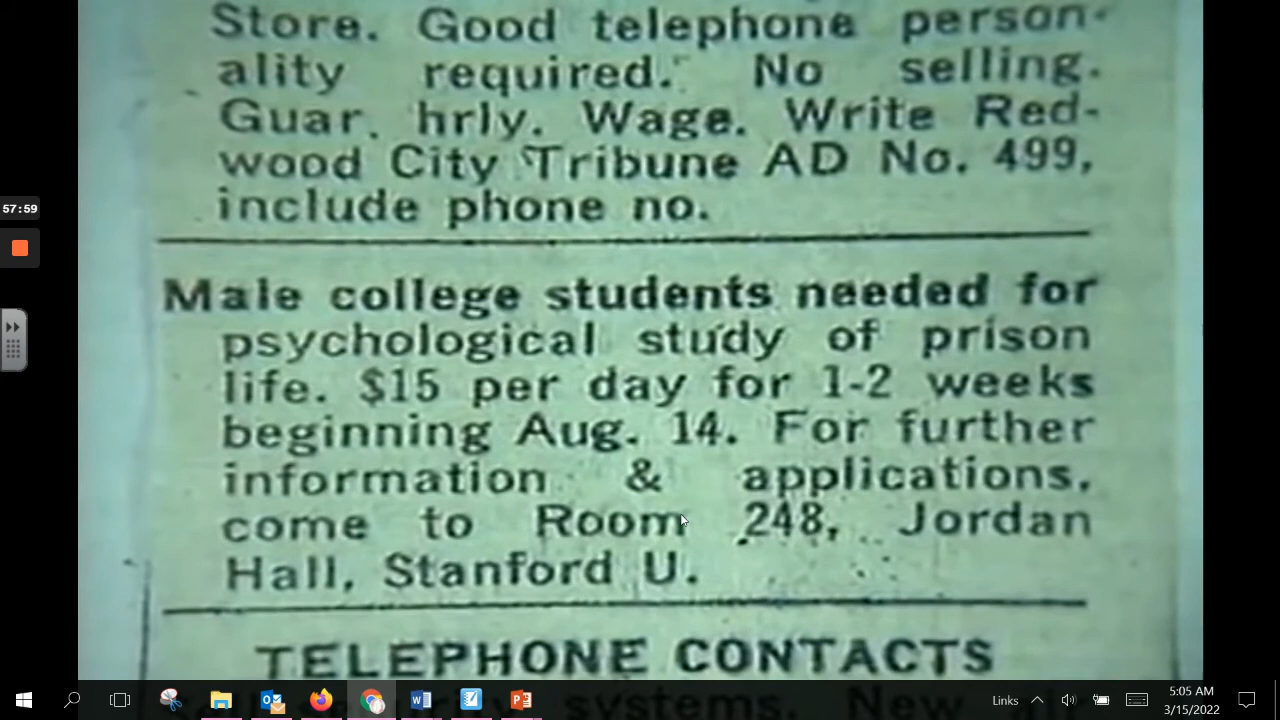 Store. Good telephone person-
ality required. No selling.
Guar. hrly. Wage. Write Red-
wood City Tribune AD No. 499,
include phone no.
57:59
Male college students needed for
psychological study of prison
life. $15 per day for 1-2 weeks
beginning Aug. 14. For further
information & applications,
come to Room 248, Jordan
Hall, Stanford U.
TELEPHONE CONTACTS
systems. New
Links
5:05 AM
3/15/2022